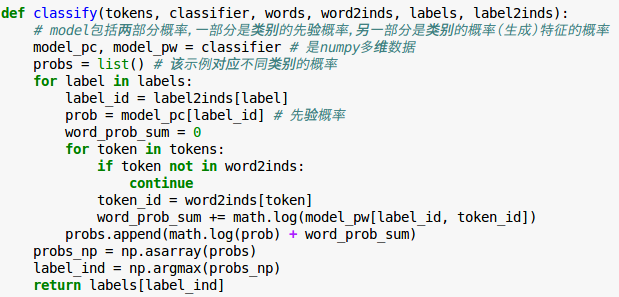 def classify(tokens, classifier, words, word2inds, labels, label2inds):
    # model包括两部分概率,一部分是类别的先验概率,另一部分是类别的概率(生成)特征的概率
    model_pc, model_pw = classifier # 是numpy多维数据
    probs = list() # 该示例对应不同类别的概率
    for label in labels:
        label_id = label2inds[label]
        prob = model_pc[label_id] # 先验概率
        word_prob_sum = 0
        for token in tokens:
            if token not in word2inds:
                continue
            token_id = word2inds[token]
            word_prob_sum += math.log(model_pw[label_id, token_id])
        probs.append(math.log(prob) + word_prob_sum)
    probs_np = np.asarray(probs)
    label_ind = np.argmax(probs_np)
    return labels[label_ind]